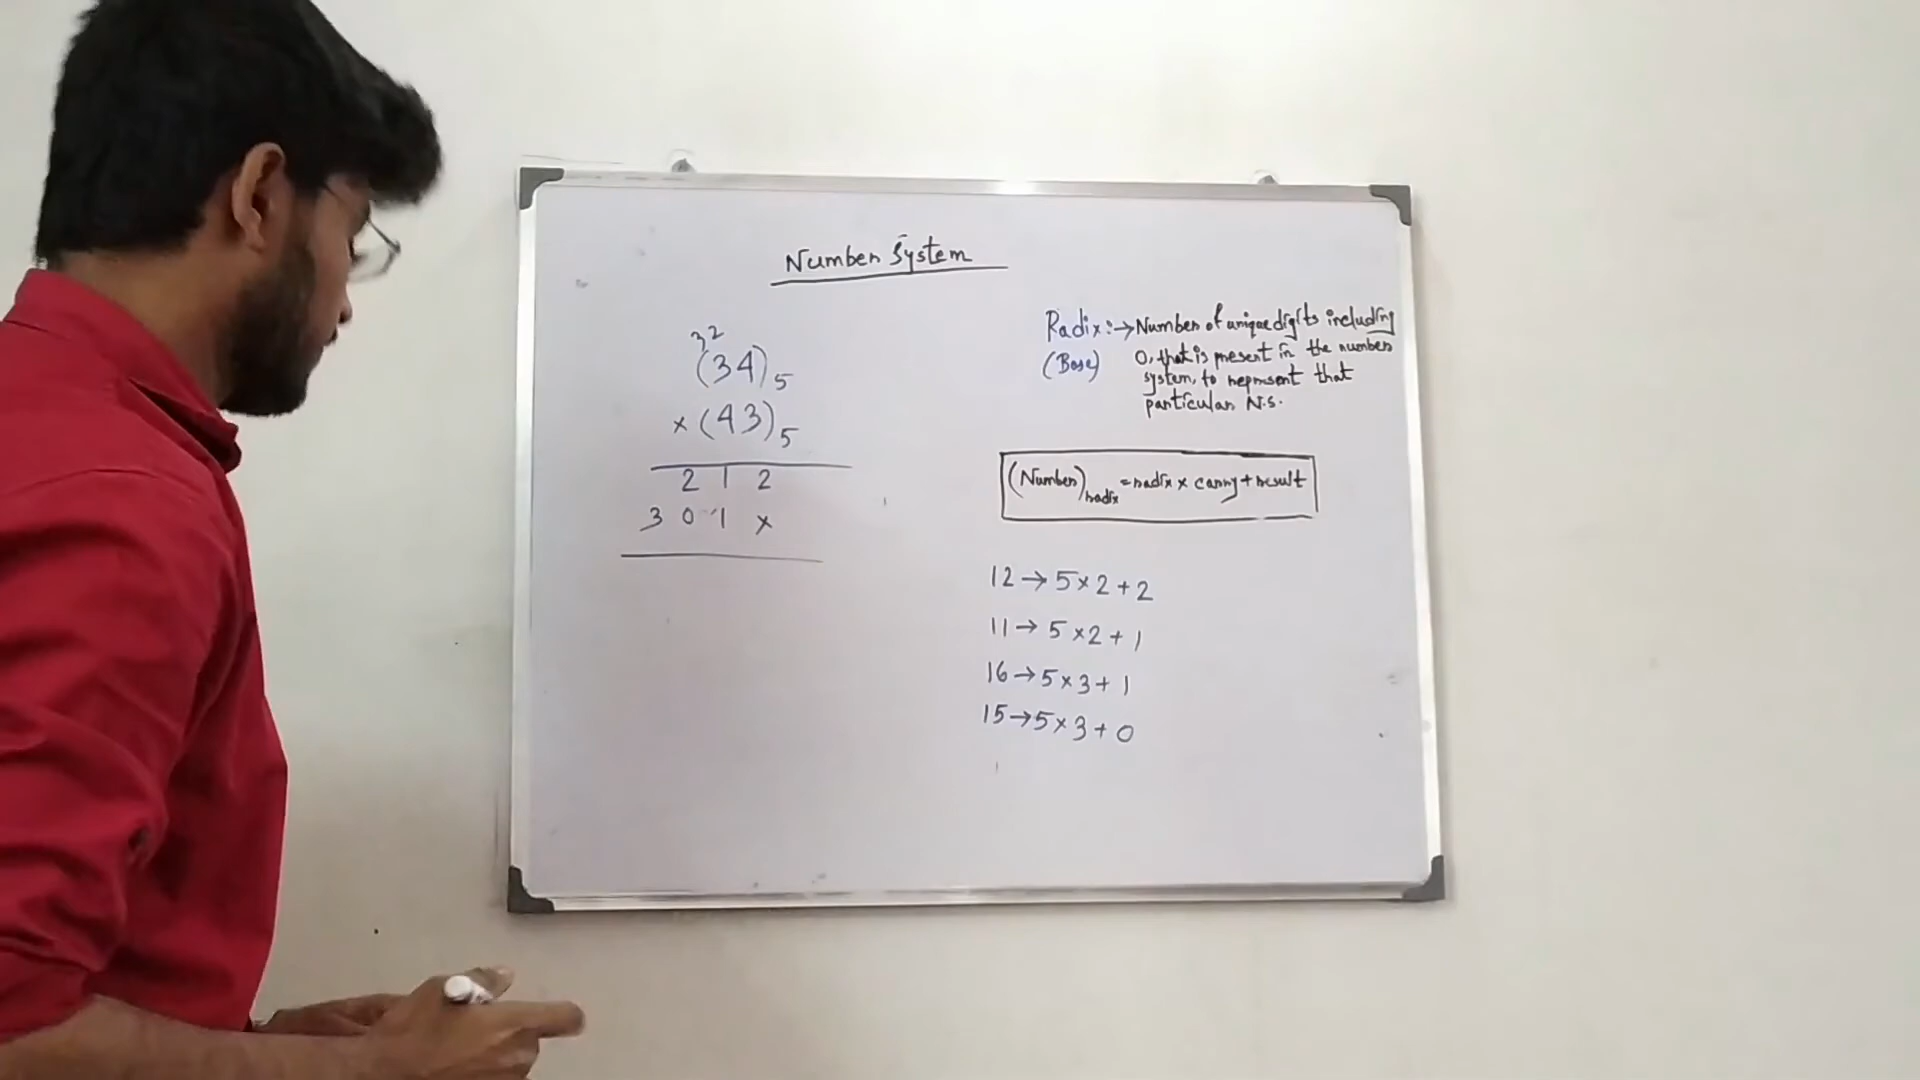 Number System
32
(34)5
× (43)5
2 1 2
3 0 1 ×
Radix:→Number of unique digits including
(Base) 0, that is present in the number
system, to represent that
particular N.S.
(Number)radix = radix × carry + result
12 → 5 × 2 + 2
11 → 5 × 2 + 1
16 → 5 × 3 + 1
15 → 5 × 3 + 0